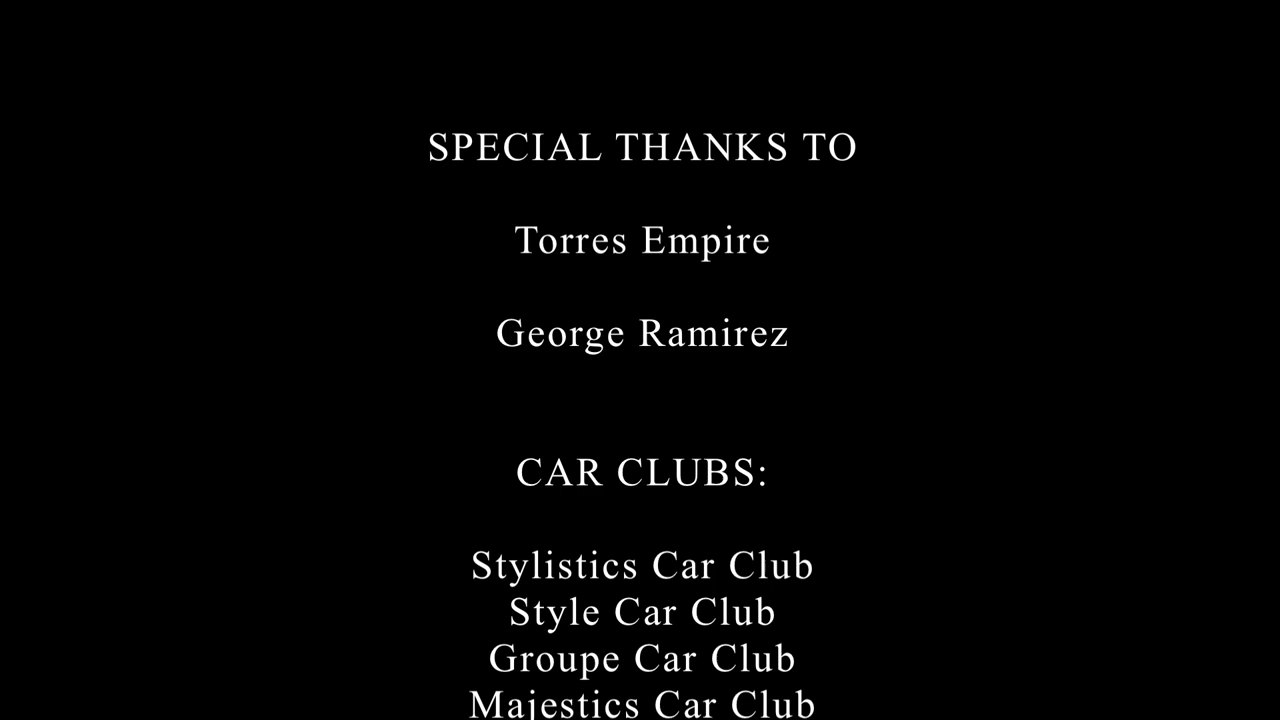 SPECIAL THANKS TO
Torres Empire
George Ramirez
CAR CLUBS:
Stylistics Car Club
Style Car Club
Groupe Car Club
Majestics Car Club